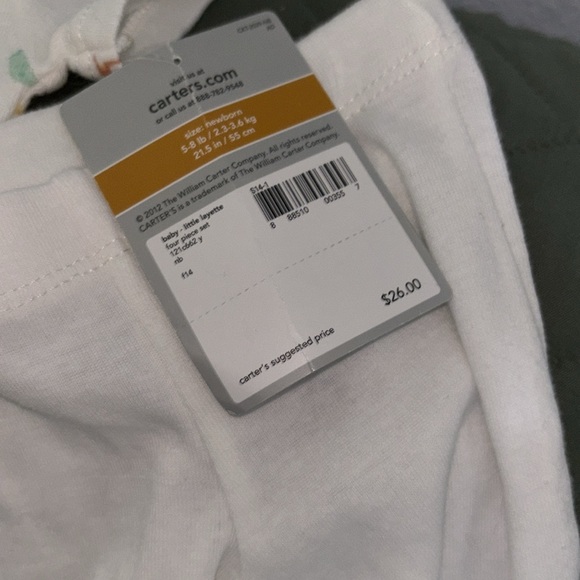 visit us at
carters.com
or call us at 888-782-9548
size: newborn
5-8 lb / 2.3-3.6 kg
21.5 in / 55 cm
© 2012 The William Carter Company. All rights reserved.
CARTER'S is a trademark of The William Carter Company.
baby - little layette
four piece set
121c662 y
nb
f14
$14-1
8 88510 00355 7
$26.00
carter's suggested price